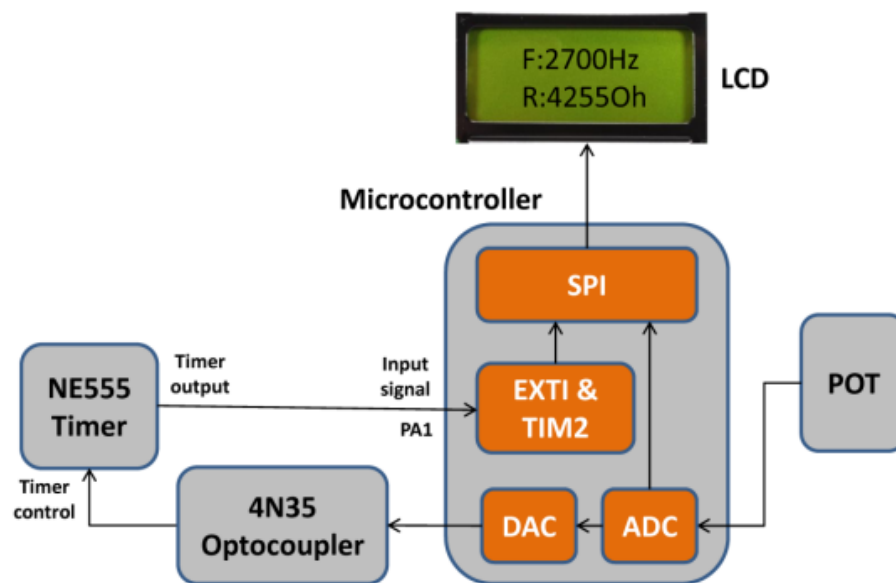 F:2700Hz
R:4255Oh
LCD
Microcontroller
SPI
NE555
Timer
Timer
output
Input
signal
PA1
EXTI &
TIM2
POT
Timer
control
4N35
Optocoupler
DAC
ADC